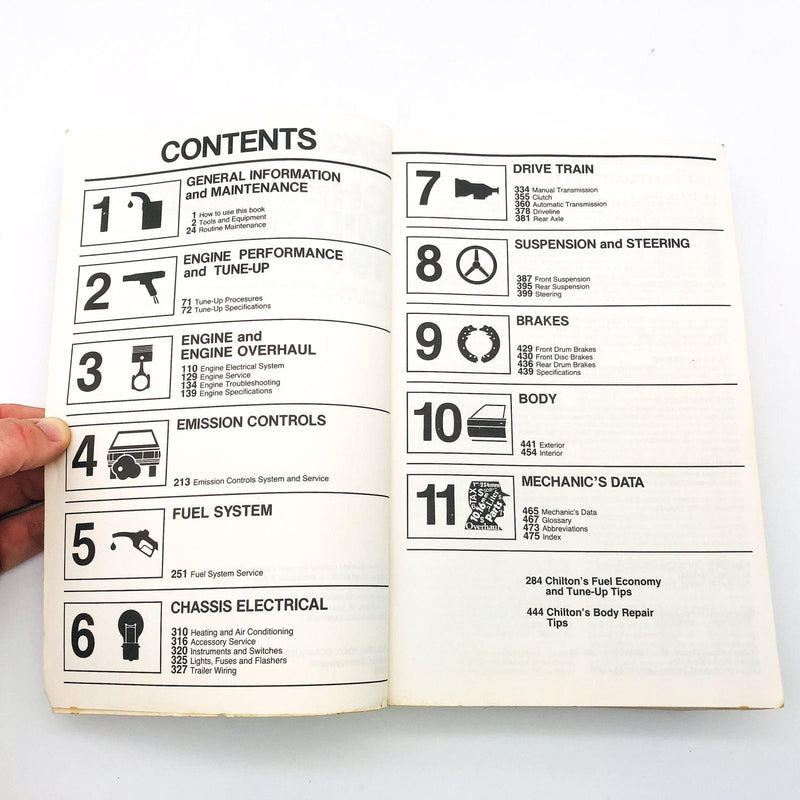 CONTENTS
1
GENERAL INFORMATION
and MAINTENANCE
1 How to use this book
2 Tools and Equipment
24 Routine Maintenance
2
ENGINE PERFORMANCE
and TUNE-UP
71 Tune-Up Procesures
72 Tune-Up Specifications
3
ENGINE and
ENGINE OVERHAUL
110 Engine Electrical System
129 Engine Service
134 Engine Troubleshooting
139 Engine Specifications
4
EMISSION CONTROLS
213 Emission Controls System and Service
5
FUEL SYSTEM
251 Fuel System Service
6
CHASSIS ELECTRICAL
310 Heating and Air Conditioning
316 Accessory Service
320 Instruments and Switches
325 Lights, Fuses and Flashers
327 Trailer Wiring
7
DRIVE TRAIN
334 Manual Transmission
355 Clutch
360 Automatic Transmission
378 Driveline
381 Rear Axle
8
SUSPENSION and STEERING
387 Front Suspension
395 Rear Suspension
399 Steering
9
BRAKES
429 Front Drum Brakes
430 Front Disc Brakes
436 Rear Drum Brakes
439 Specifications
10
BODY
441 Exterior
454 Interior
11
1" 254mm
Parts
Overhaul
MECHANIC'S DATA
465 Mechanic's Data
467 Glossary
473 Abbreviations
475 Index
284 Chilton's Fuel Economy
and Tune-Up Tips
444 Chilton's Body Repair
Tips